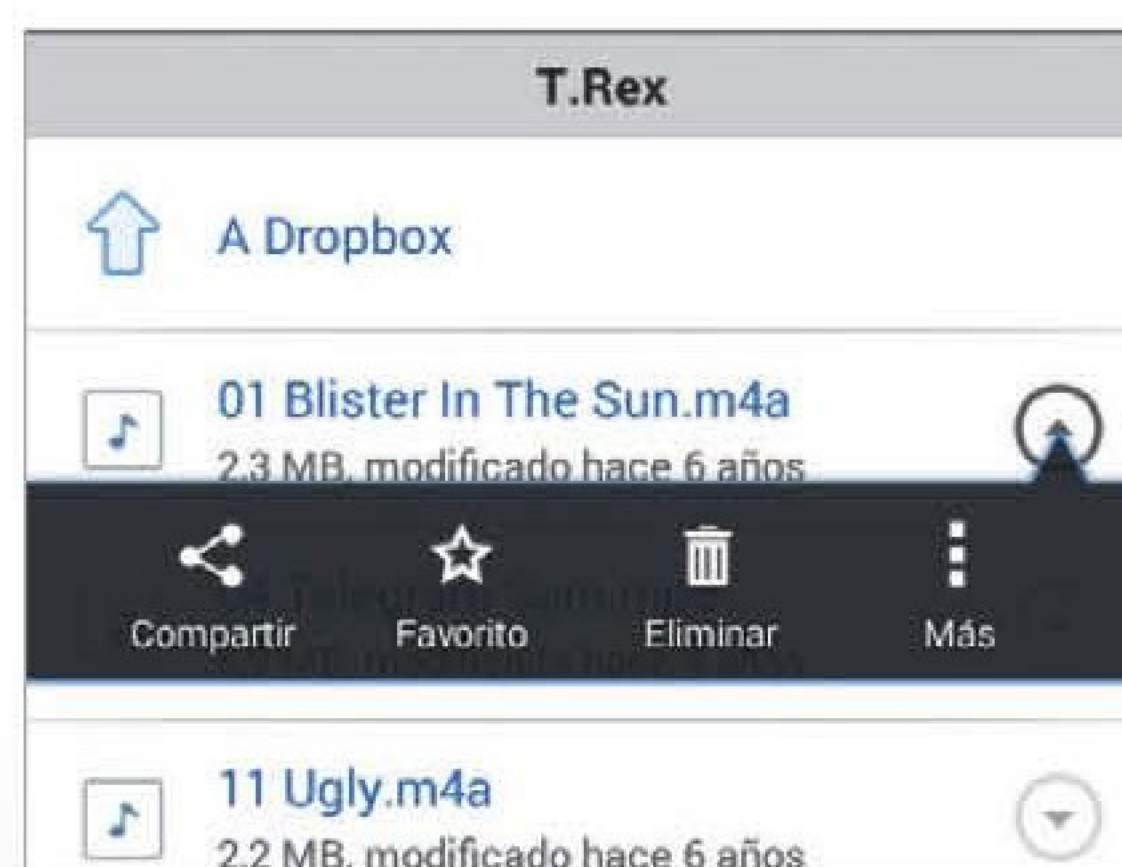 T.Rex
A Dropbox
01 Blister In The Sun.m4a
2.3 MB, modificado hace 6 años
Compartir Favorito Eliminar Más
11 Ugly.m4a
2.2 MB, modificado hace 6 años